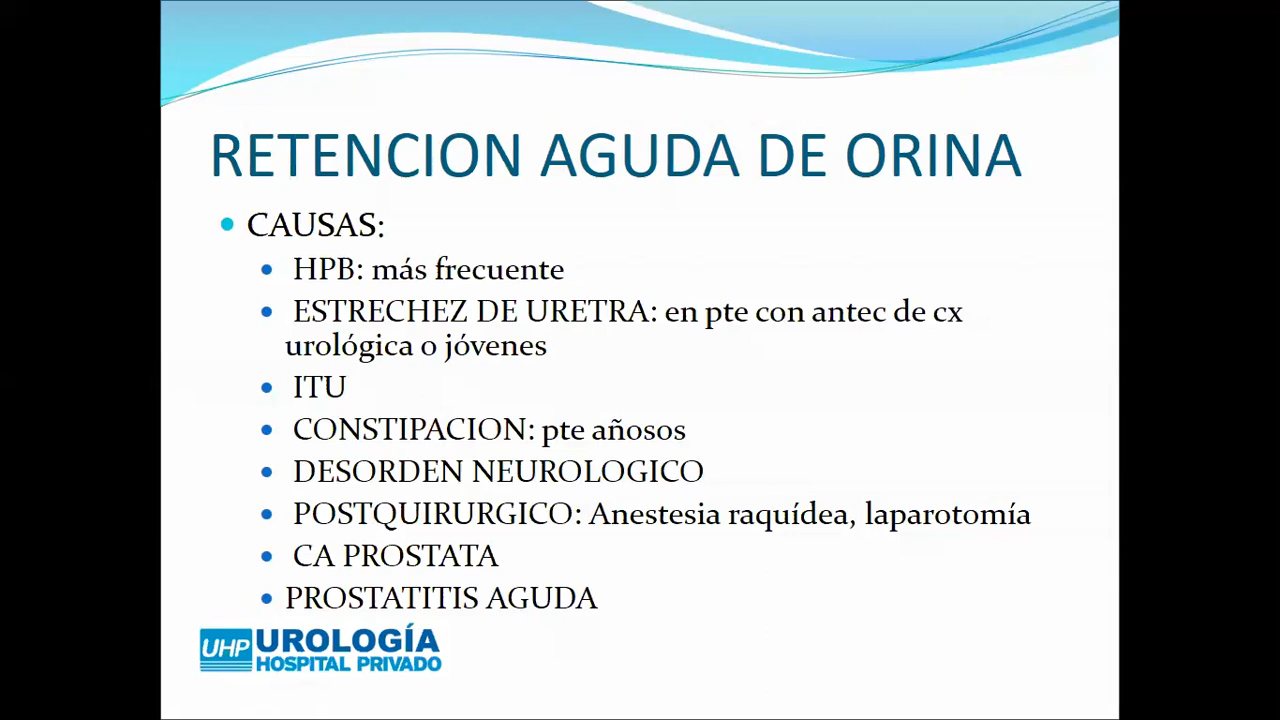 RETENCION AGUDA DE ORINA
CAUSAS:
HPB: más frecuente
ESTRECHEZ DE URETRA: en pte con antec de cx
urológica o jóvenes
ITU
CONSTIPACION: pte añosos
DESORDEN NEUROLOGICO
POSTQUIRURGICO: Anestesia raquídea, laparotomía
CA PROSTATA
PROSTATITIS AGUDA
UHP UROLOGÍA
HOSPITAL PRIVADO